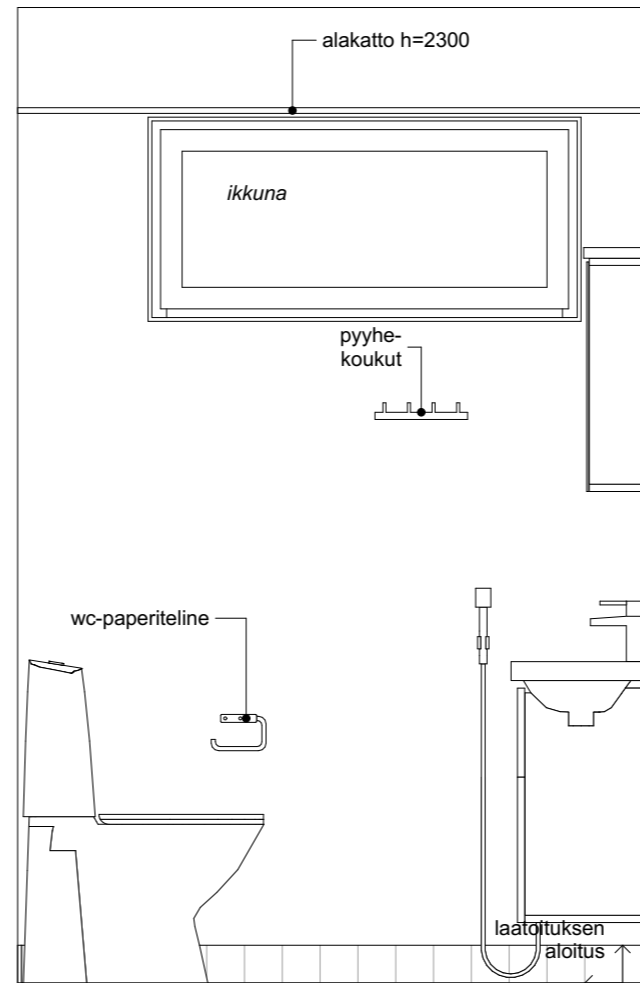 alakatto h=2300
ikkuna
pyyhe-
koukut
wc-paperiteline
laatoituksen
aloitus